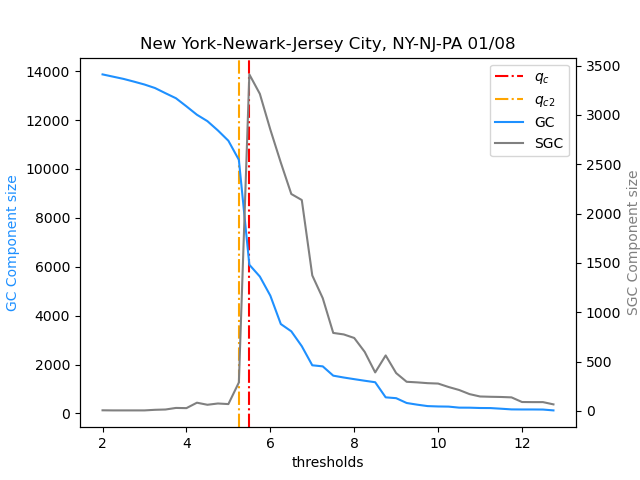 New York-Newark-Jersey City, NY-NJ-PA 01/08
14000
12000
10000
8000
6000
4000
2000
0
GC Component size
3500
3000
2500
2000
1500
1000
500
0
SGC Component size
q_c
q_{c2}
GC
SGC
2 4 6 8 10 12
thresholds